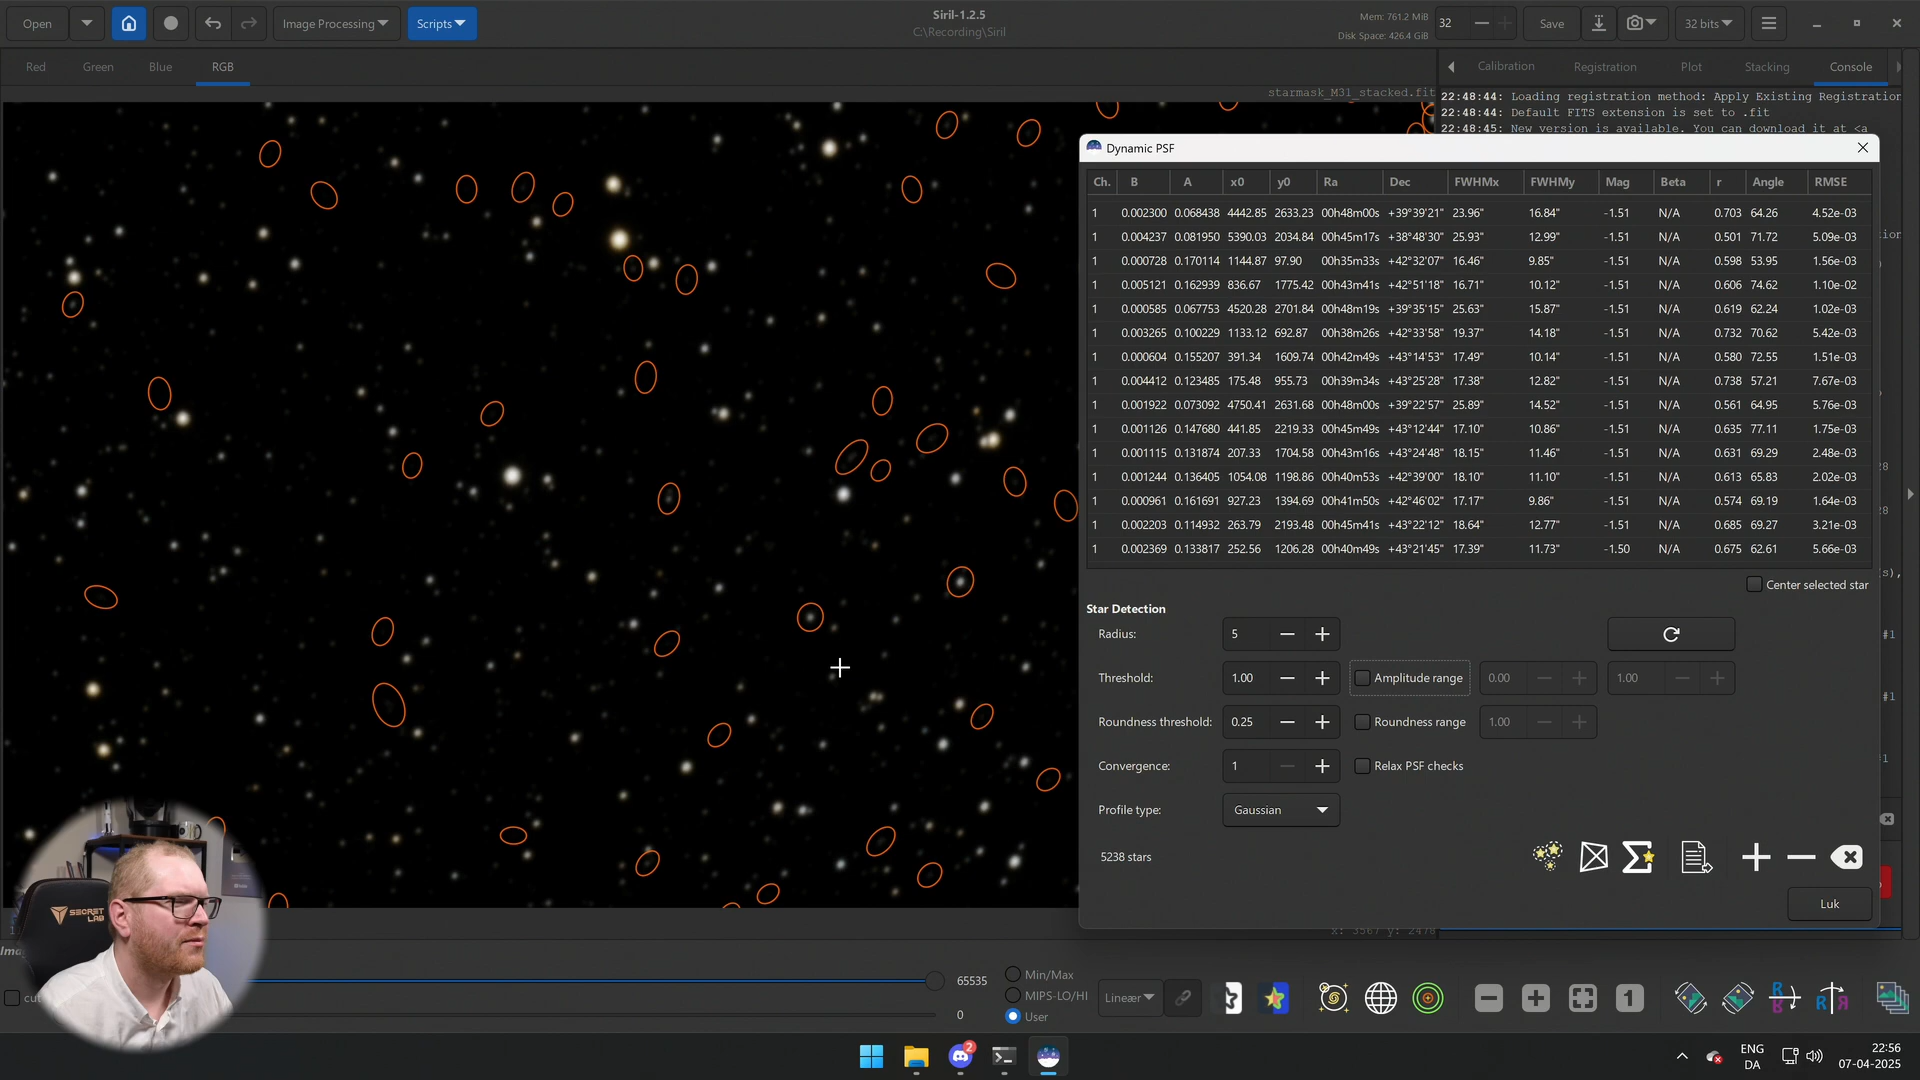 Open
Image Processing
Scripts
Siril-1.2.5
C:\Recording\Siril
Mem: 761.2 MiB
Disk Space: 426.4 GiB
32
Save
32 bits
Red
Green
Blue
RGB
Calibration
Registration
Plot
Stacking
Console
starmask_M31_stacked.fit
22:48:44: Loading registration method: Apply Existing Registration
22:48:44: Default FITS extension is set to .fit
22:48:45: New version is available. You can download it at <a
Dynamic PSF
Ch. B A x0 y0 Ra Dec FWHMx FWHMy Mag Beta r Angle RMSE
1 0.002300 0.068438 4442.85 2633.23 00h48m00s +39°39'21" 23.96" 16.84" -1.51 N/A 0.703 64.26 4.52e-03
1 0.004237 0.081950 5390.03 2034.84 00h45m17s +38°48'30" 25.93" 12.99" -1.51 N/A 0.501 71.72 5.09e-03
1 0.000728 0.170114 1144.87 97.90 00h35m33s +42°32'07" 16.46" 9.85" -1.51 N/A 0.598 53.95 1.56e-03
1 0.005121 0.162939 836.67 1775.42 00h43m41s +42°51'18" 16.71" 10.12" -1.51 N/A 0.606 74.62 1.10e-02
1 0.000585 0.067753 4520.28 2701.84 00h48m19s +39°35'15" 25.63" 15.87" -1.51 N/A 0.619 62.24 1.02e-03
1 0.003265 0.100229 1133.12 692.87 00h38m26s +42°33'58" 19.37" 14.18" -1.51 N/A 0.732 70.62 5.42e-03
1 0.000604 0.155207 391.34 1609.74 00h42m49s +43°14'53" 17.49" 10.14" -1.51 N/A 0.580 72.55 1.51e-03
1 0.004412 0.123485 175.48 955.73 00h39m34s +43°25'28" 17.38" 12.82" -1.51 N/A 0.738 57.21 7.67e-03
1 0.001922 0.073092 4750.41 2631.68 00h48m00s +39°22'57" 25.89" 14.52" -1.51 N/A 0.561 64.95 5.76e-03
1 0.001126 0.147680 441.85 2219.33 00h45m49s +43°12'44" 17.10" 10.86" -1.51 N/A 0.635 77.11 1.75e-03
1 0.001115 0.131874 207.33 1704.58 00h43m16s +43°24'48" 18.15" 11.46" -1.51 N/A 0.631 69.29 2.48e-03
1 0.001244 0.136405 1054.08 1198.86 00h40m53s +42°39'00" 18.10" 11.10" -1.51 N/A 0.613 65.83 2.02e-03
1 0.000961 0.161691 927.23 1394.69 00h41m50s +42°46'02" 17.17" 9.86" -1.51 N/A 0.574 69.19 1.64e-03
1 0.002203 0.114932 263.79 2193.48 00h45m41s +43°22'12" 18.64" 12.77" -1.51 N/A 0.685 69.27 3.21e-03
1 0.002369 0.133817 252.56 1206.28 00h40m49s +43°21'45" 17.39" 11.73" -1.50 N/A 0.675 62.61 5.66e-03
Center selected star
Star Detection
Radius: 5
Threshold: 1.00 Amplitude range 0.00 1.00
Roundness threshold: 0.25 Roundness range 1.00
Convergence: 1 Relax PSF checks
Profile type: Gaussian
5238 stars
Luk
x: 3567 y: 2478
#1
#1
SECRET
LAB
65535
0
Min/Max
MIPS-LO/HI
User
Linear
1
2
ENG
DA
22:56
07-04-2025